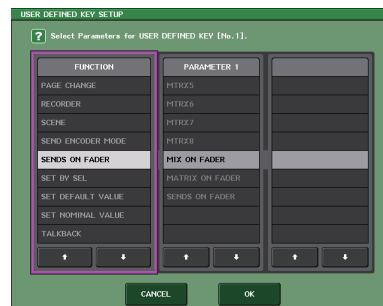 USER DEFINED KEY SETUP
? Select Parameters for USER DEFINED KEY [No.1].
FUNCTION
PAGE CHANGE
RECORDER
SCENE
SEND ENCODER MODE
SENDS ON FADER
SET BY SEL
SET DEFAULT VALUE
SET NOMINAL VALUE
TALKBACK
PARAMETER 1
MTRX5
MTRX6
MTRX7
MTRX8
MIX ON FADER
MATRIX ON FADER
SENDS ON FADER
CANCEL
OK